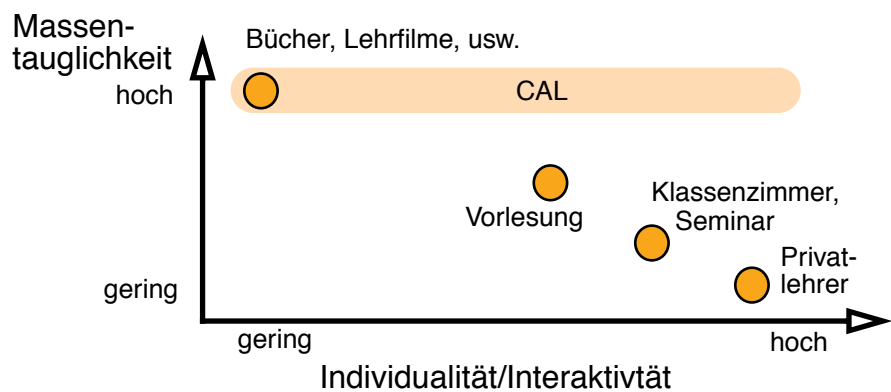 Massen-
tauglichkeit
hoch
Bücher, Lehrfilme, usw.
CAL
Vorlesung
Klassenzimmer,
Seminar
Privat-
lehrer
gering
gering
hoch
Individualität/Interaktivtät